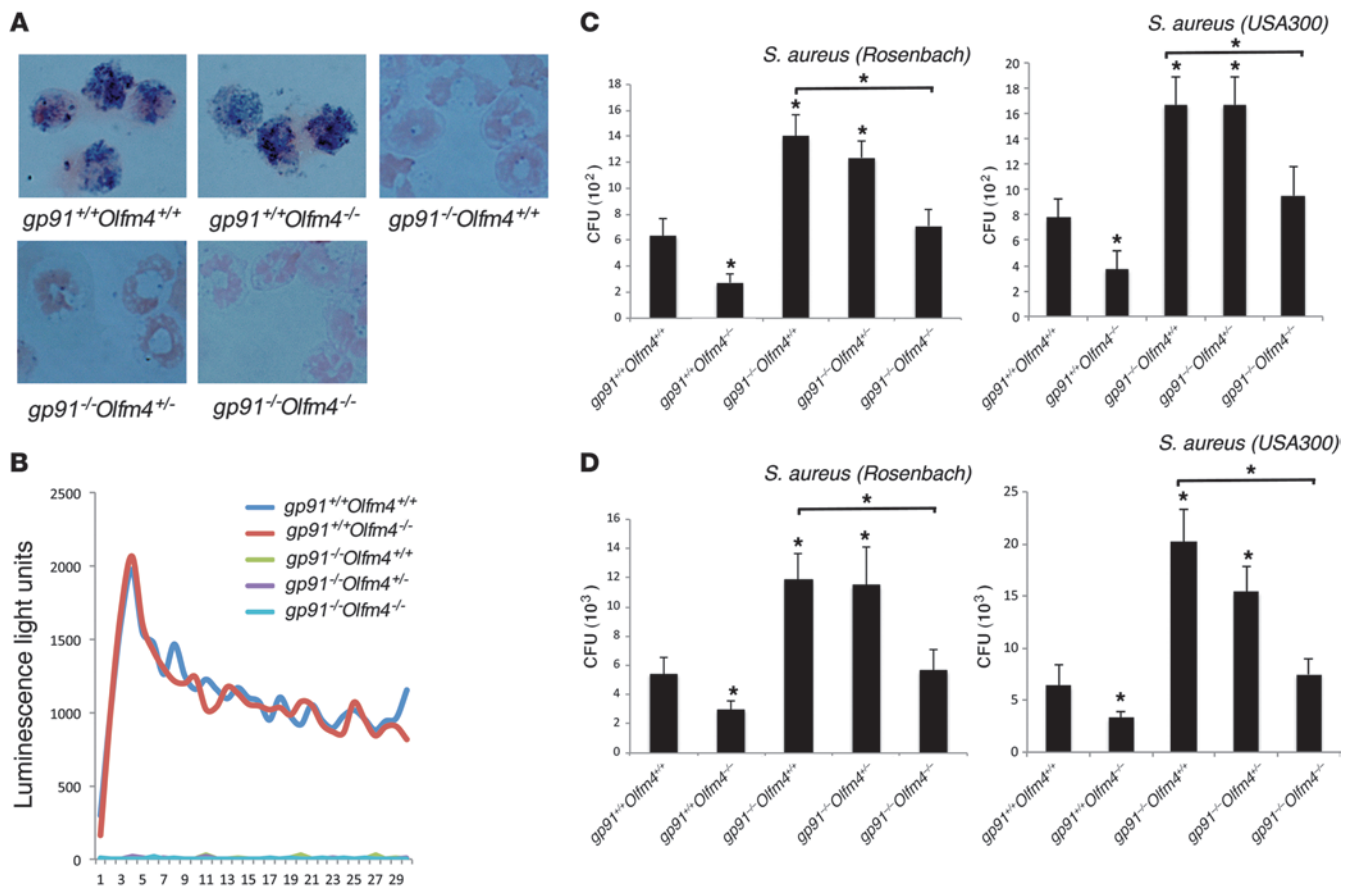 A
gp91+/+Olfm4+/+
gp91+/+Olfm4-/-
gp91-/-Olfm4+/+
gp91-/-Olfm4+/-
gp91-/-Olfm4-/-
B
Luminescence light units
2500
2000
1500
1000
500
0
1 3 5 7 9 11 13 15 17 19 21 23 25 27 29
gp91+/+Olfm4+/+
gp91+/+Olfm4-/-
gp91-/-Olfm4+/+
gp91-/-Olfm4+/-
gp91-/-Olfm4-/-
C
S. aureus (Rosenbach)
CFU (10²)
18
16
14
12
10
8
6
4
2
0
*
*
*
*
gp91+/+Olfm4+/+
gp91+/+Olfm4-/-
gp91-/-Olfm4+/+
gp91-/-Olfm4+/-
gp91-/-Olfm4-/-
S. aureus (USA300)
CFU (10²)
20
18
16
14
12
10
8
6
4
2
0
*
*
*
*
gp91+/+Olfm4+/+
gp91+/+Olfm4-/-
gp91-/-Olfm4+/+
gp91-/-Olfm4+/-
gp91-/-Olfm4-/-
D
S. aureus (Rosenbach)
CFU (10³)
16
14
12
10
8
6
4
2
0
*
*
*
*
gp91+/+Olfm4+/+
gp91+/+Olfm4-/-
gp91-/-Olfm4+/+
gp91-/-Olfm4+/-
gp91-/-Olfm4-/-
S. aureus (USA300)
CFU (10³)
25
20
15
10
5
0
*
*
*
*
gp91+/+Olfm4+/+
gp91+/+Olfm4-/-
gp91-/-Olfm4+/+
gp91-/-Olfm4+/-
gp91-/-Olfm4-/-